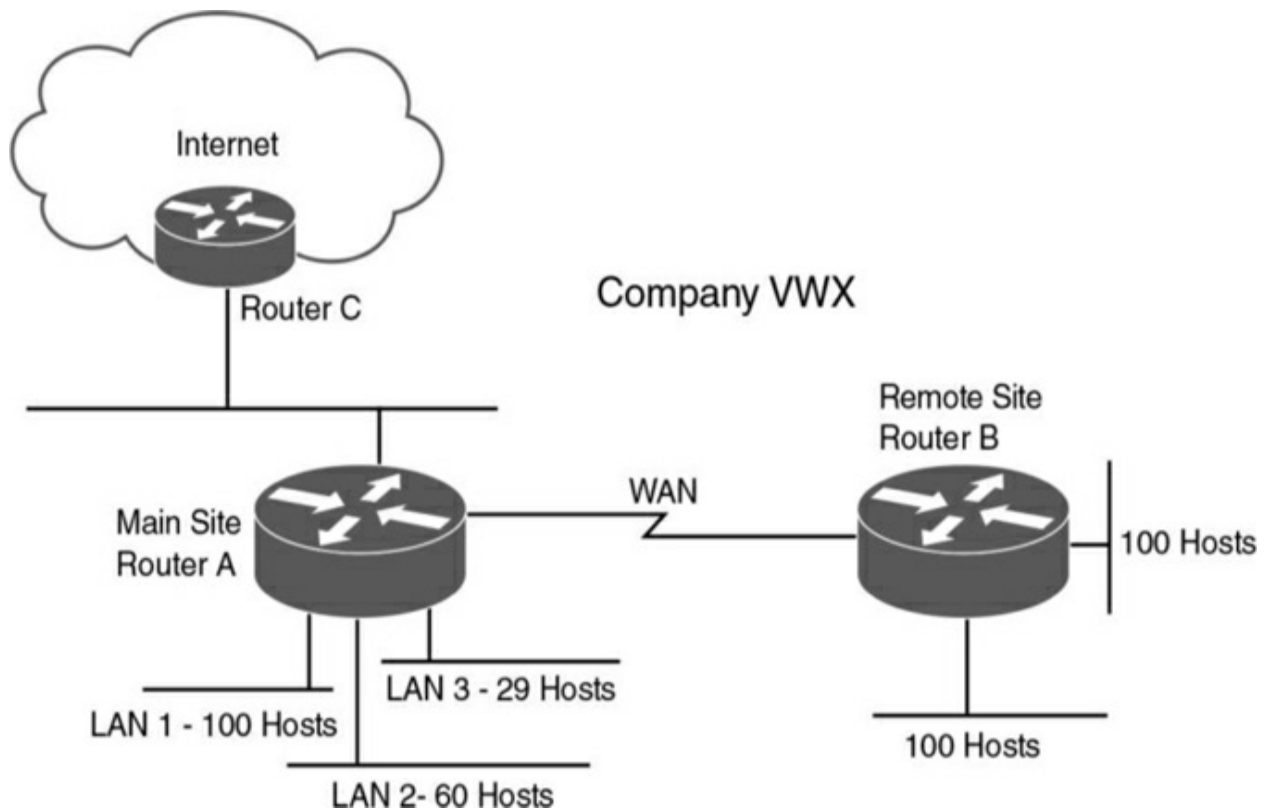 Internet
Router C
Company VWX
Remote Site
Router B
WAN
Main Site
Router A
100 Hosts
LAN 3 - 29 Hosts
LAN 1 - 100 Hosts
100 Hosts
LAN 2- 60 Hosts